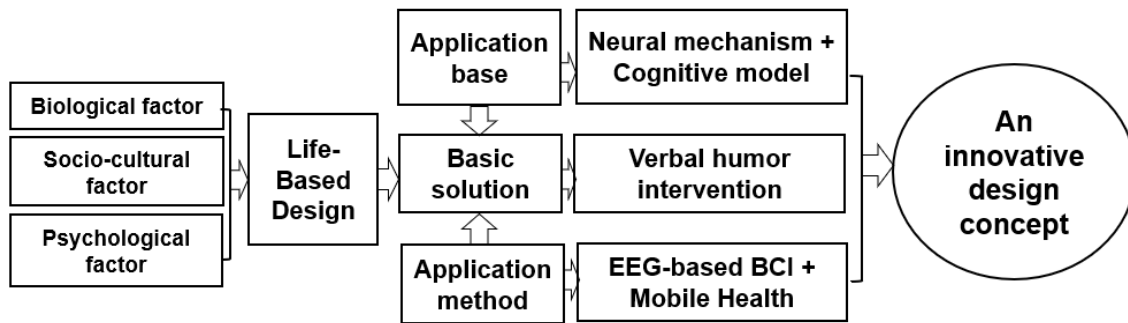 Biological factor
Socio-cultural
factor
Psychological
factor
Life-
Based
Design
Application
base
Basic
solution
Application
method
Neural mechanism +
Cognitive model
Verbal humor
intervention
EEG-based BCI +
Mobile Health
An
innovative
design
concept